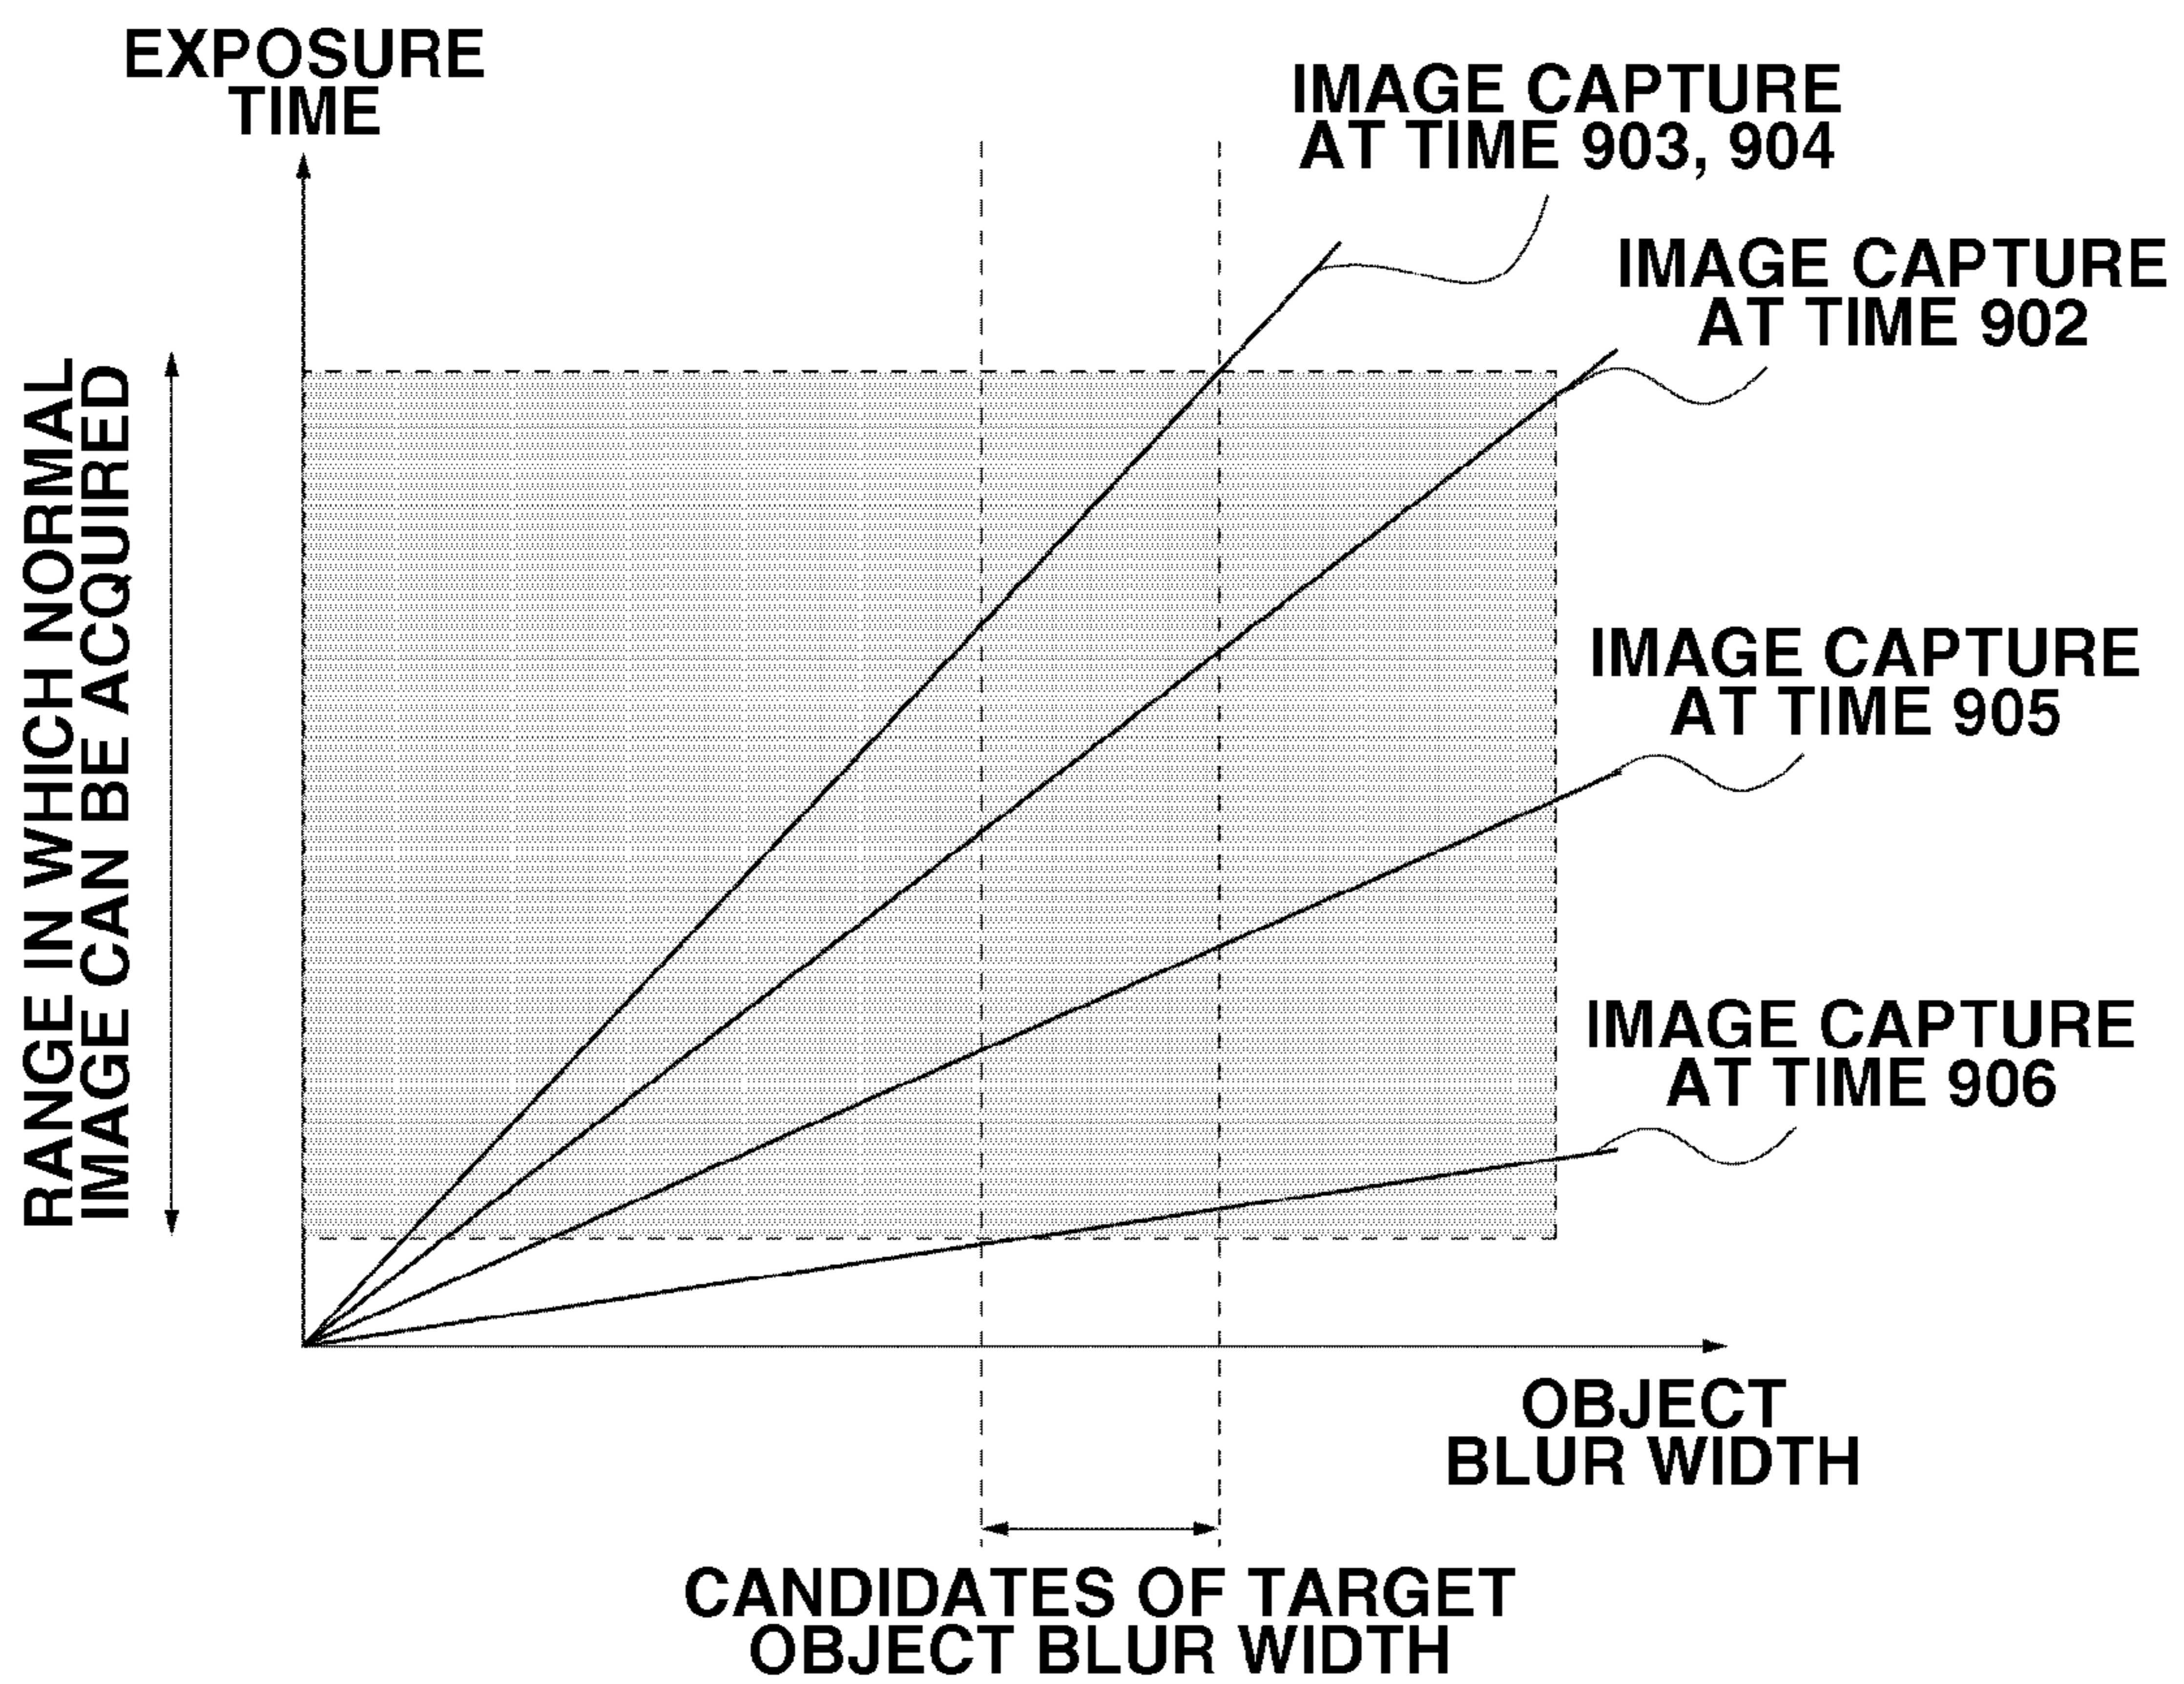 EXPOSURE
TIME
IMAGE CAPTURE
AT TIME 903, 904
IMAGE CAPTURE
AT TIME 902
RANGE IN WHICH NORMAL
IMAGE CAN BE ACQUIRED
IMAGE CAPTURE
AT TIME 905
IMAGE CAPTURE
AT TIME 906
OBJECT
BLUR WIDTH
CANDIDATES OF TARGET
OBJECT BLUR WIDTH